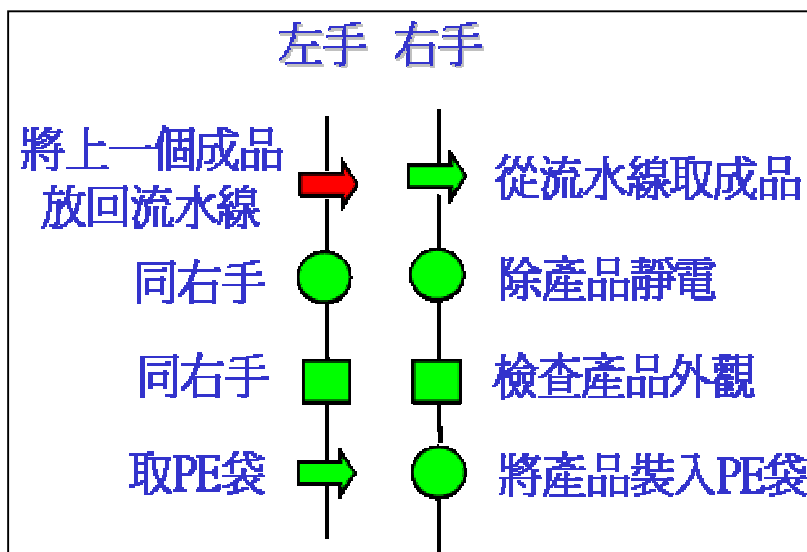 左手 右手
將上一個成品
放回流水線
從流水線取成品
同右手
除產品靜電
同右手
檢查產品外觀
取PE袋
將產品裝入PE袋